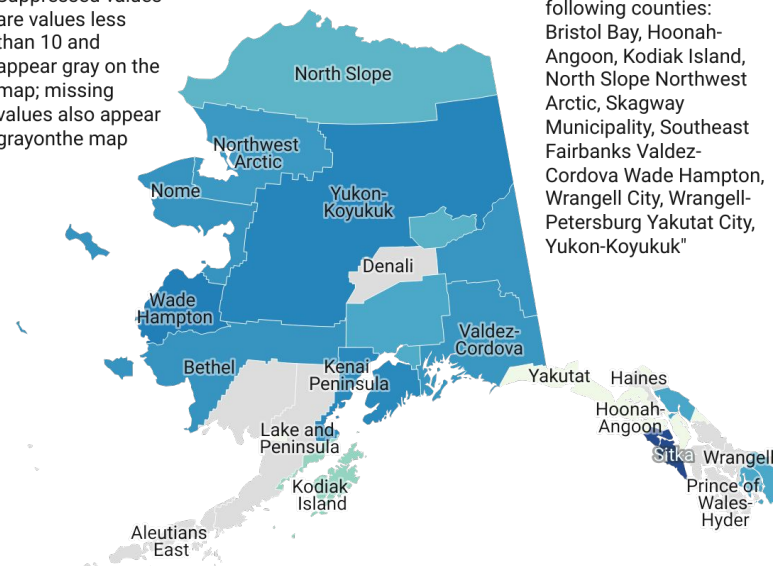 Suppressed values
are values less
than 10 and
appear gray on the
map; missing
values also appear
grayonthe map
following counties:
Bristol Bay, Hoonah-
Angoon, Kodiak Island,
North Slope Northwest
Arctic, Skagway
Municipality, Southeast
Fairbanks Valdez-
Cordova Wade Hampton,
Wrangell City, Wrangell-
Petersburg Yakutat City,
Yukon-Koyukuk"
North Slope
Northwest
Arctic
Nome
Yukon-
Koyukuk
Denali
Wade
Hampton
Valdez-
Cordova
Bethel
Kenai
Peninsula
Yakutat
Haines
Hoonah-
Angoon
Lake and
Peninsula
Sitka
Wrangell
Kodiak
Island
Prince of
Wales-
Hyder
Aleutians
East